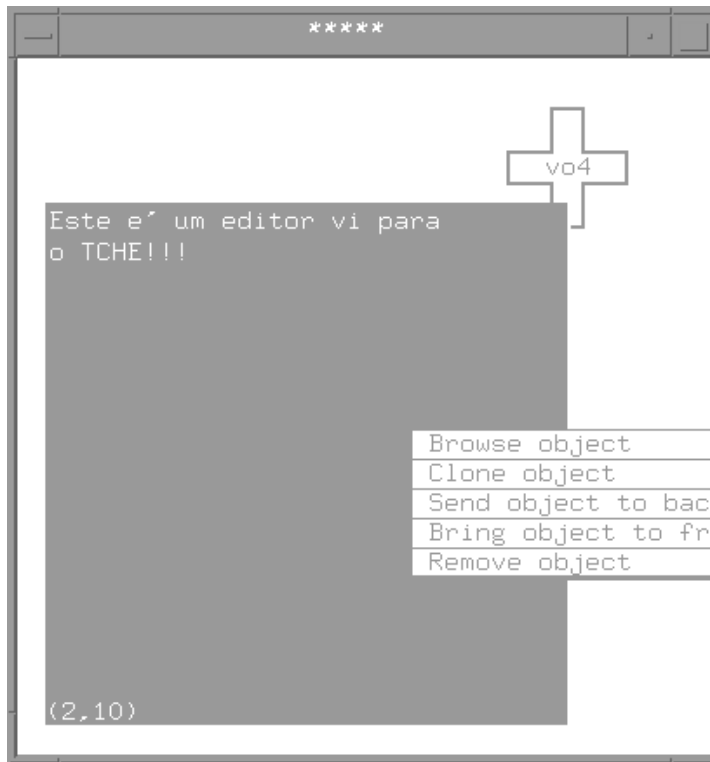 *****
vo4
Este e´ um editor vi para
o TCHE!!!
Browse object
Clone object
Send object to bac
Bring object to fr
Remove object
(2,10)